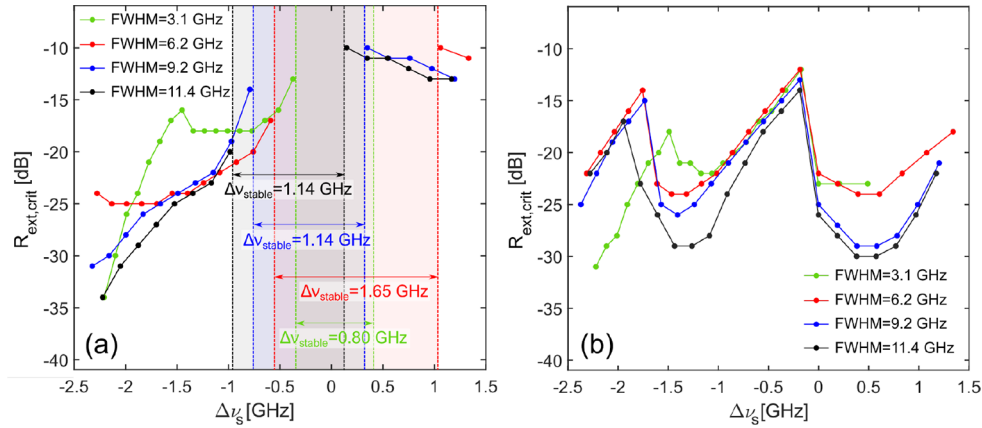 FWHM=3.1 GHz
FWHM=6.2 GHz
FWHM=9.2 GHz
FWHM=11.4 GHz
-10
-15
-20
-25
-30
-35
-40
R_ext,crit [dB]
Δν_stable=1.14 GHz
Δν_stable=1.14 GHz
Δν_stable=1.65 GHz
Δν_stable=0.80 GHz
(a)
-2.5 -2 -1.5 -1 -0.5 0 0.5 1 1.5
Δν_s[GHz]
-10
-15
-20
-25
-30
-35
-40
R_ext,crit [dB]
FWHM=3.1 GHz
FWHM=6.2 GHz
FWHM=9.2 GHz
FWHM=11.4 GHz
(b)
-2.5 -2 -1.5 -1 -0.5 0 0.5 1 1.5
Δν_s[GHz]